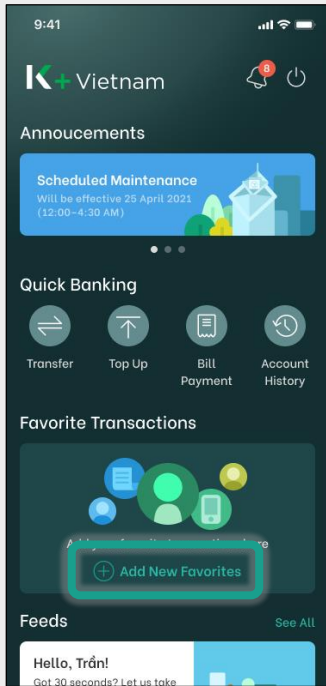 9:41
K+ Vietnam
8
Annoucements
Scheduled Maintenance
Will be effective 25 April 2021
(12:00–4:30 AM)
Quick Banking
Transfer
Top Up
Bill
Payment
Account
History
Favorite Transactions
Add New Favorites
Feeds
See All
Hello, Trần!
Got 30 seconds? Let us take